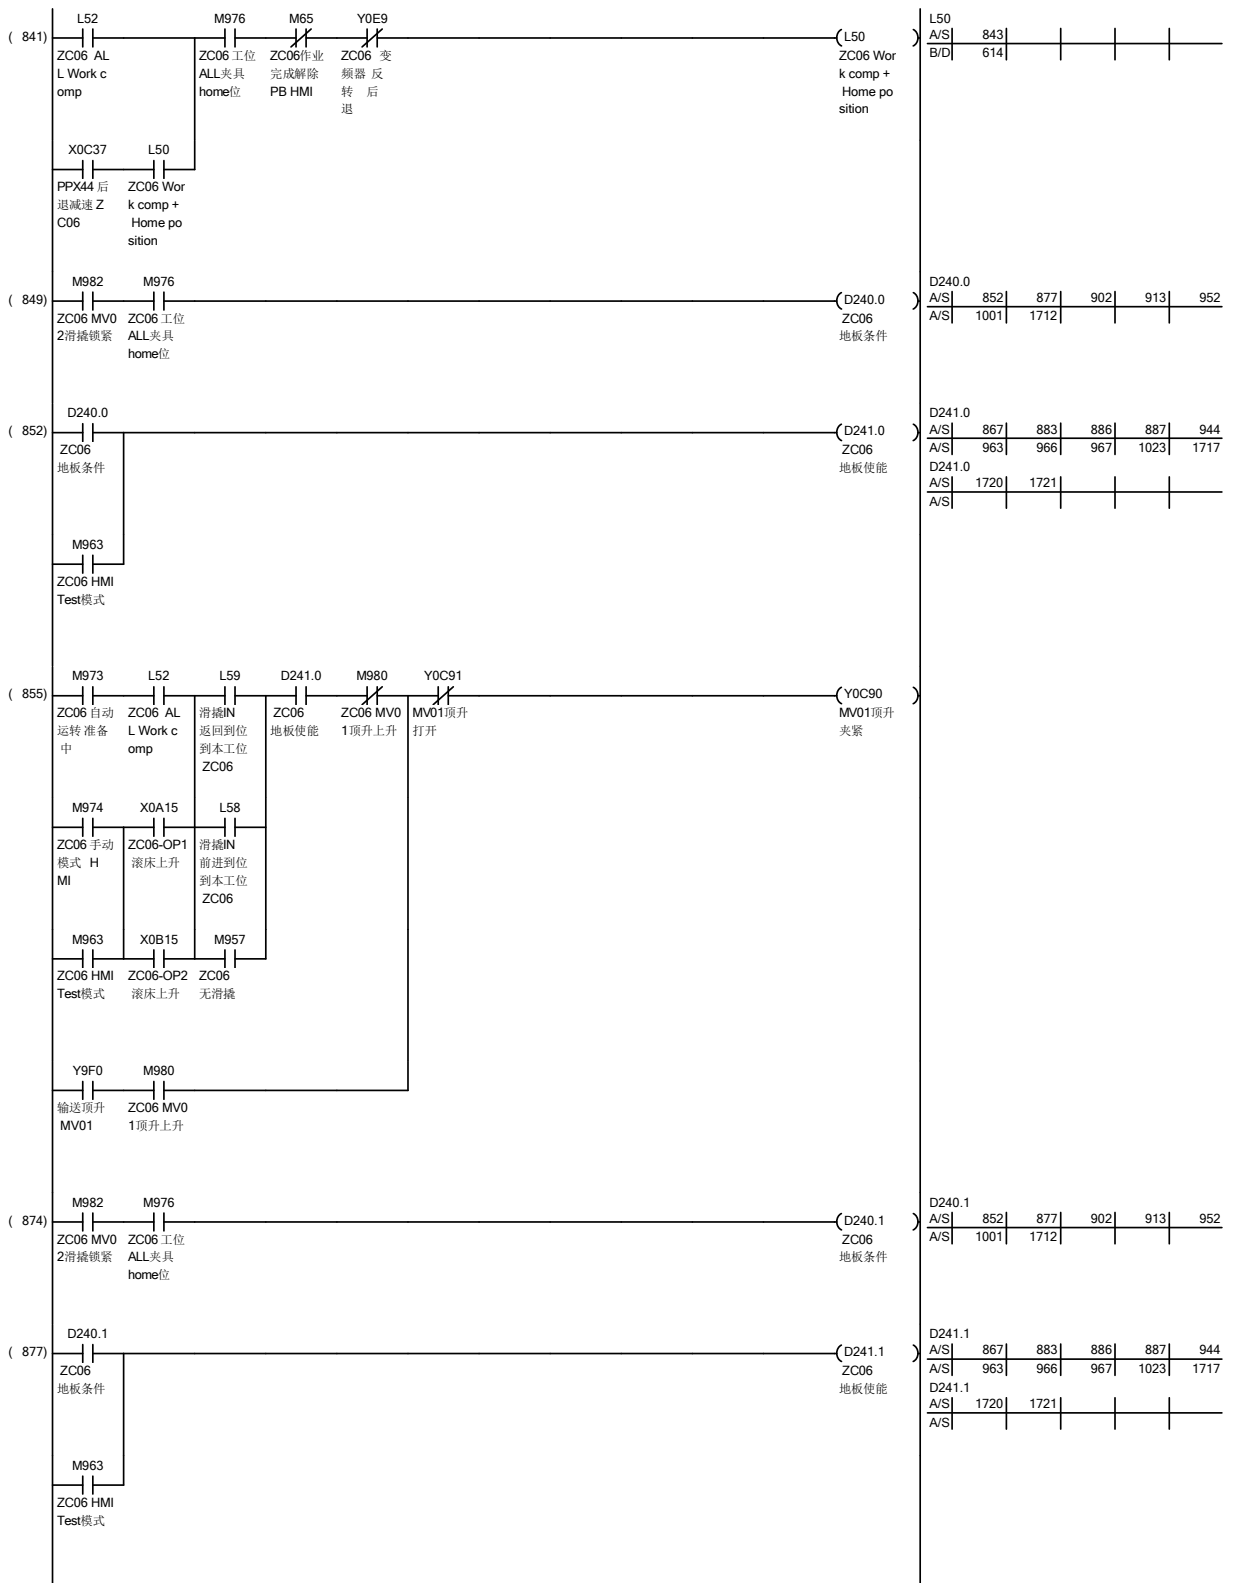 L52 M976 M65 Y0E9
( 841) ( L50 )
ZC06 AL ZC06 工位 ZC06作业 ZC06 变 ZC06 Wor
L Work c ALL夹具 完成解除 频器 反 k comp +
omp home位 PB HMI 转 后 Home po
退 sition
L50
A/S 843
B/D 614
X0C37 L50
PPX44 后 ZC06 Wor
退减速 Z k comp +
C06 Home po
sition
M982 M976
( 849) ( D240.0 )
ZC06 MV0 ZC06 工位 ZC06
2滑撬锁紧 ALL夹具 地板条件
home位
D240.0
A/S 852 877 902 913 952
A/S 1001 1712
D240.0
( 852) ( D241.0 )
ZC06 ZC06
地板条件 地板使能
D241.0
A/S 867 883 886 887 944
A/S 963 966 967 1023 1717
D241.0
A/S 1720 1721
A/S
M963
ZC06 HMI
Test模式
M973 L52 L59 D241.0 M980 Y0C91
( 855) ( Y0C90 )
ZC06 自动 ZC06 AL 滑撬IN ZC06 ZC06 MV0 MV01顶升 MV01顶升
运转 准备 L Work c 返回到位 地板使能 1顶升上升 打开 夹紧
中 omp 到本工位
ZC06
M974 X0A15 L58
ZC06 手动 ZC06-OP1 滑撬IN
模式 H 滚床上升 前进到位
MI 到本工位
ZC06
M963 X0B15 M957
ZC06 HMI ZC06-OP2 ZC06
Test模式 滚床上升 无滑撬
Y9F0 M980
输送顶升 ZC06 MV0
MV01 1顶升上升
M982 M976
( 874) ( D240.1 )
ZC06 MV0 ZC06 工位 ZC06
2滑撬锁紧 ALL夹具 地板条件
home位
D240.1
A/S 852 877 902 913 952
A/S 1001 1712
D240.1
( 877) ( D241.1 )
ZC06 ZC06
地板条件 地板使能
D241.1
A/S 867 883 886 887 944
A/S 963 966 967 1023 1717
D241.1
A/S 1720 1721
A/S
M963
ZC06 HMI
Test模式